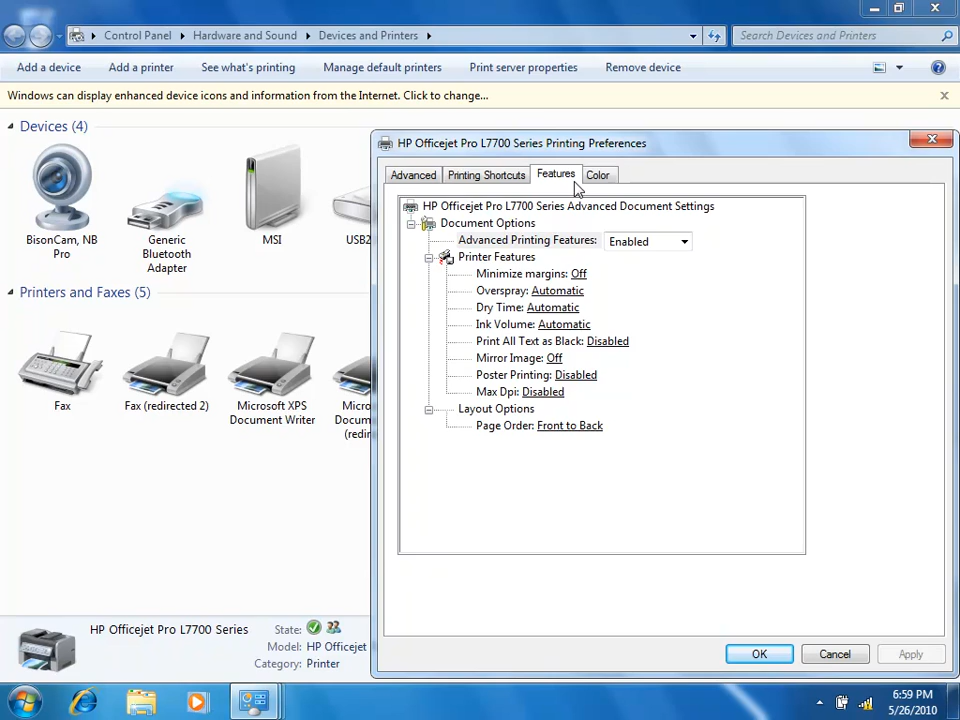 Control Panel Hardware and Sound Devices and Printers Search Devices and Printers
Add a device Add a printer See what's printing Manage default printers Print server properties Remove device
Windows can display enhanced device icons and information from the Internet. Click to change...
Devices (4)
BisonCam, NB
Pro
Generic
Bluetooth
Adapter
MSI
USB2
Printers and Faxes (5)
Fax
Fax (redirected 2)
Microsoft XPS
Document Writer
Micro
Docum
(redir
HP Officejet Pro L7700 Series
State:
Model: HP Officejet
Category: Printer
HP Officejet Pro L7700 Series Printing Preferences
Advanced Printing Shortcuts Features Color
HP Officejet Pro L7700 Series Advanced Document Settings
Document Options
Advanced Printing Features: Enabled
Printer Features
Minimize margins: Off
Overspray: Automatic
Dry Time: Automatic
Ink Volume: Automatic
Print All Text as Black: Disabled
Mirror Image: Off
Poster Printing: Disabled
Max Dpi: Disabled
Layout Options
Page Order: Front to Back
OK Cancel Apply
6:59 PM
5/26/2010